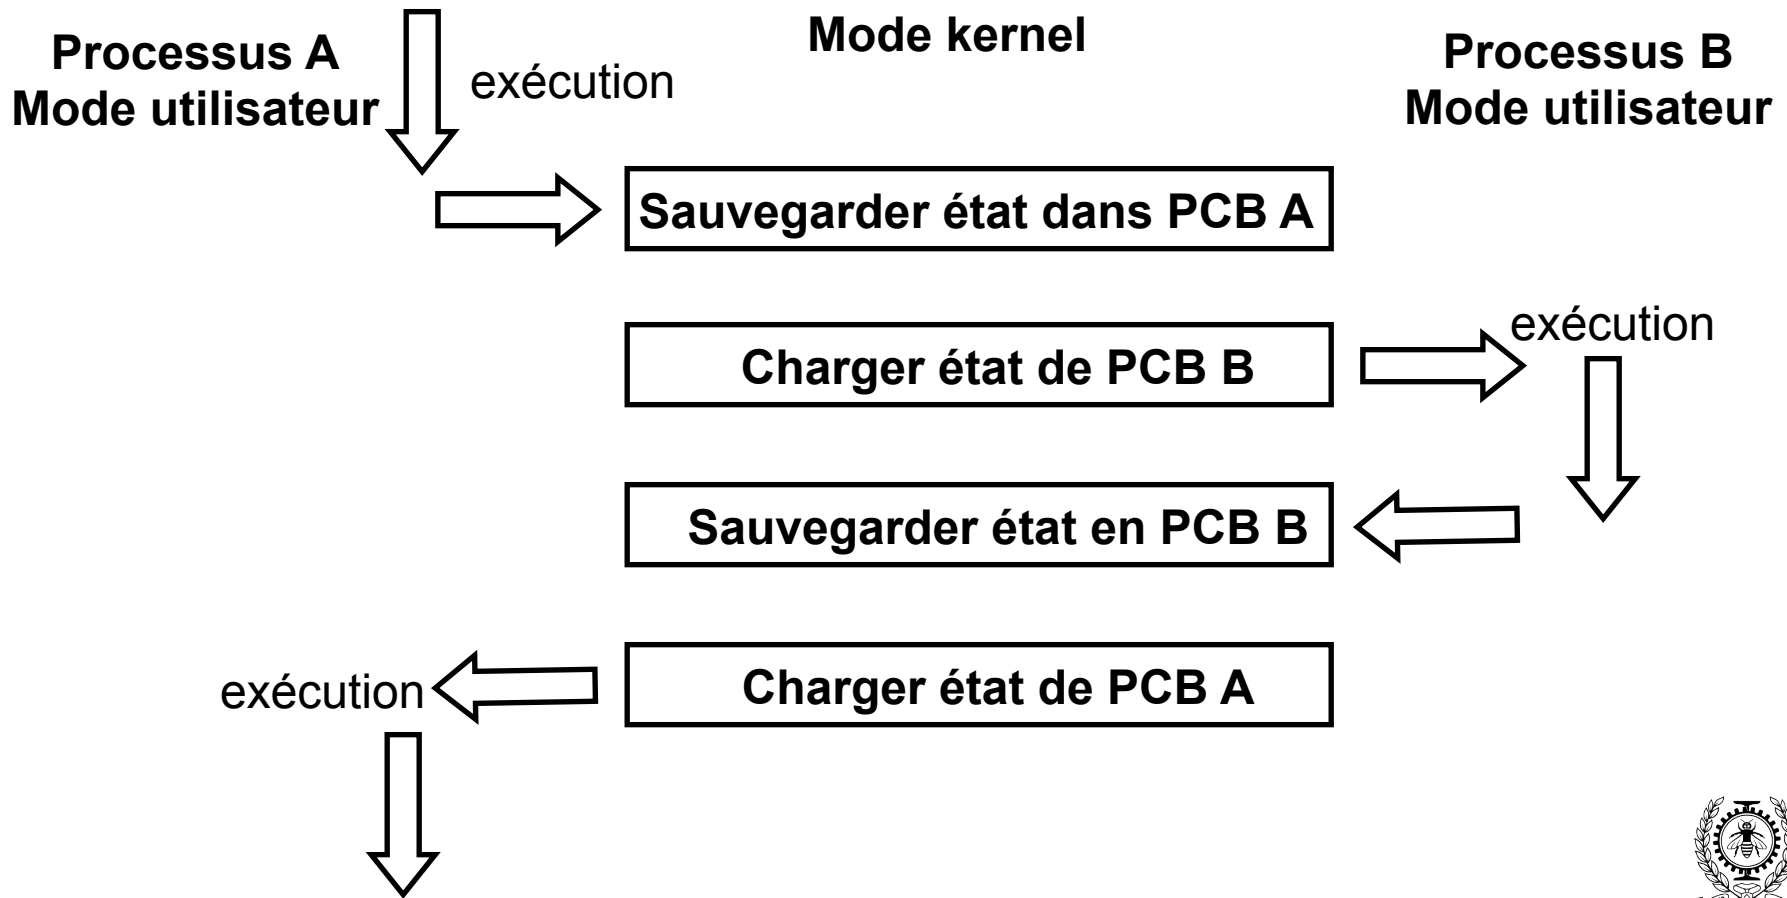 Processus A
Mode utilisateur
exécution
Mode kernel
Processus B
Mode utilisateur
Sauvegarder état dans PCB A
Charger état de PCB B
exécution
Sauvegarder état en PCB B
Charger état de PCB A
exécution